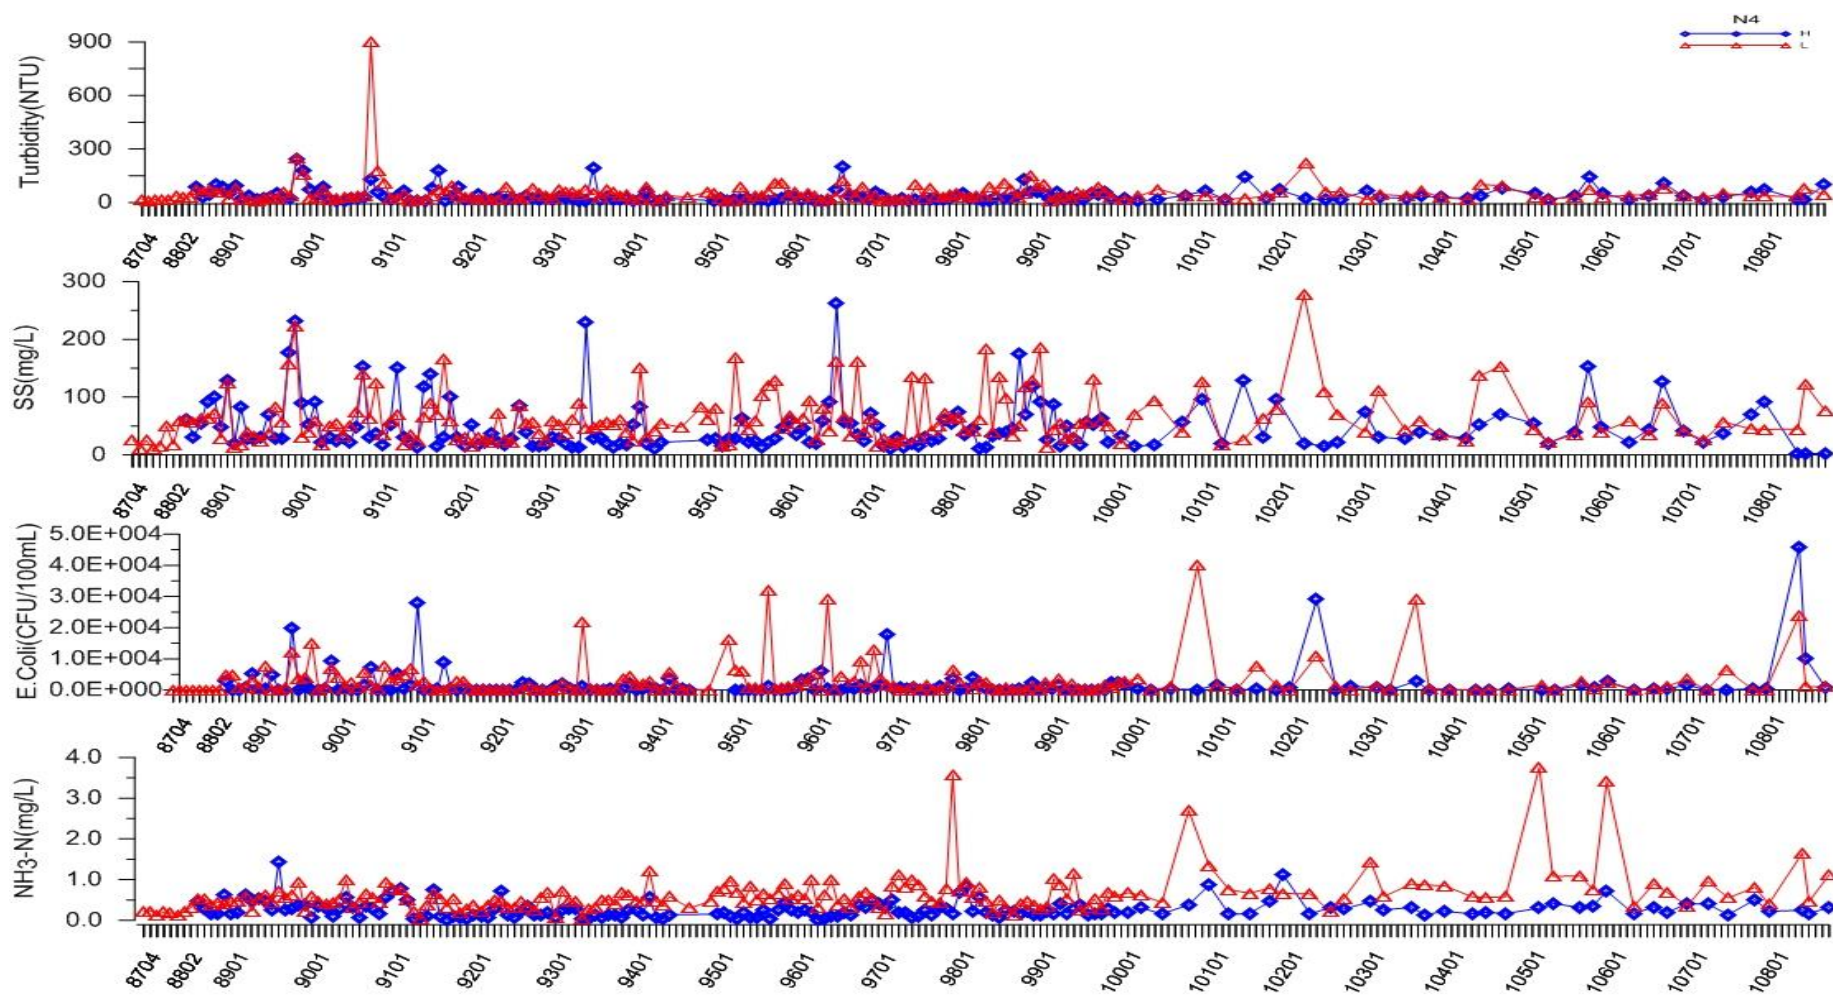 N4
H
L
Turbidity(NTU)
900
600
300
0
8704 8802 8901 9001 9101 9201 9301 9401 9501 9601 9701 9801 9901 10001 10101 10201 10301 10401 10501 10601 10701 10801
SS(mg/L)
300
200
100
0
8704 8802 8901 9001 9101 9201 9301 9401 9501 9601 9701 9801 9901 10001 10101 10201 10301 10401 10501 10601 10701 10801
E.Coli(CFU/100mL)
5.0E+004
4.0E+004
3.0E+004
2.0E+004
1.0E+004
0.0E+000
8704 8802 8901 9001 9101 9201 9301 9401 9501 9601 9701 9801 9901 10001 10101 10201 10301 10401 10501 10601 10701 10801
NH3-N(mg/L)
4.0
3.0
2.0
1.0
0.0
8704 8802 8901 9001 9101 9201 9301 9401 9501 9601 9701 9801 9901 10001 10101 10201 10301 10401 10501 10601 10701 10801